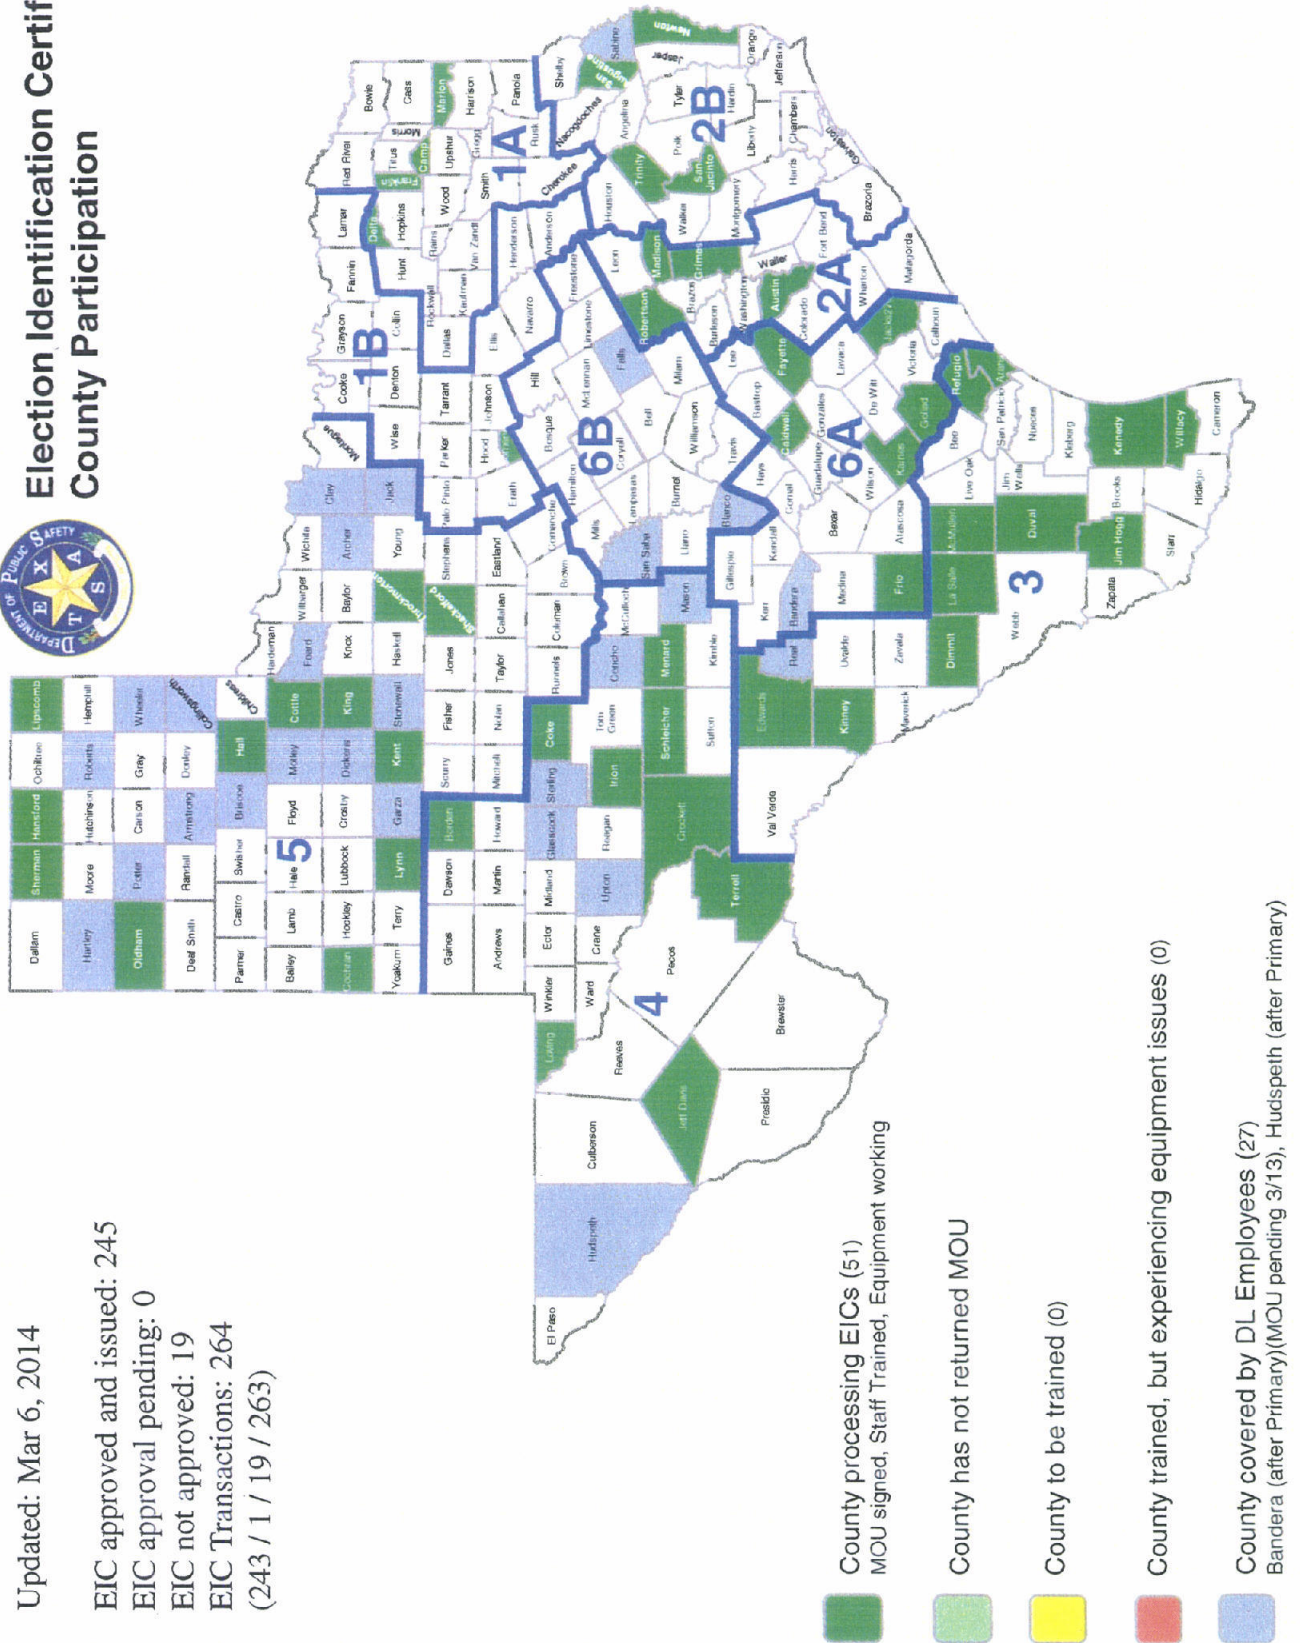 Election Identification Certif
County Participation
DEPARTMENT OF PUBLIC SAFETY
TEXAS
Updated: Mar 6, 2014
EIC approved and issued: 245
EIC approval pending: 0
EIC not approved: 19
EIC Transactions: 264
(243 / 1 / 19 / 263)
Dallam Sherman Hansford Ochiltree Lipscomb
Hartley Moore Hutchinson Roberts Hemphill
Oldham Potter Carson Gray Wheeler
Deaf Smith Randall Armstrong Donley Collingsworth
Parmer Castro Swisher Briscoe Hall Childress
Bailey Lamb Hale Floyd Motley Cottle Foard Hardeman Wilbarger Wichita Clay
5
Cochran Hockley Lubbock Crosby Dickens King Knox Baylor Archer Montague
Yoakum Terry Lynn Garza Kent Stonewall Haskell Throckmorton Young Jack
Gaines Dawson Borden Scurry Fisher Jones Shackelford Stephens Palo Pinto Parker Tarrant Dallas Rockwall Kaufman
Andrews Martin Howard Mitchell Nolan Taylor Callahan Eastland Erath Hood Johnson Ellis
Cooke Grayson Fannin Lamar Red River Bowie
1B
Wise Denton Collin Hunt Delta Hopkins Franklin Titus Morris Cass
Rains Wood Camp Upshur Marion Harrison
Van Zandt Smith Gregg Panola
1A
Henderson Rusk Shelby
Navarro Anderson Cherokee Nacogdoches San Augustine Sabine
El Paso Hudspeth Culberson Loving Winkler Ector Midland Glasscock Sterling Coke Runnels Coleman Brown Comanche Hamilton Bosque Hill Freestone
Reeves Ward Crane Upton Reagan Irion Tom Green Concho McCulloch San Saba Mills Lampasas Coryell McLennan Limestone Falls Leon Houston Trinity Angelina
6B
Polk Tyler Jasper Newton
2B
Jeff Davis Pecos Crockett Schleicher Menard Mason Llano Burnet Bell Milam Robertson Madison Walker San Jacinto Hardin Orange
4
Presidio Brewster Terrell Sutton Kimble Gillespie Blanco Williamson Travis Burleson Brazos Grimes Montgomery Liberty Jefferson
Val Verde Edwards Real Kerr Bandera Kendall Hays Bastrop Lee Washington Waller Harris Chambers
Kinney Uvalde Medina Bexar Comal Guadalupe Caldwell Fayette Austin Fort Bend Galveston
2A
Gonzales Colorado Wharton Brazoria
6A
Maverick Zavala Frio Atascosa Wilson Karnes De Witt Lavaca Matagorda
Dimmit La Salle McMullen Live Oak Bee Goliad Victoria Calhoun Refugio
3
Webb Duval Jim Wells San Patricio Nueces
Zapata Jim Hogg Brooks Kleberg Kenedy
Starr Hidalgo Willacy Cameron
County processing EICs (51)
MOU signed, Staff Trained, Equipment working
County has not returned MOU
County to be trained (0)
County trained, but experiencing equipment issues (0)
County covered by DL Employees (27)
Bandera (after Primary)(MOU pending 3/13), Hudspeth (after Primary)